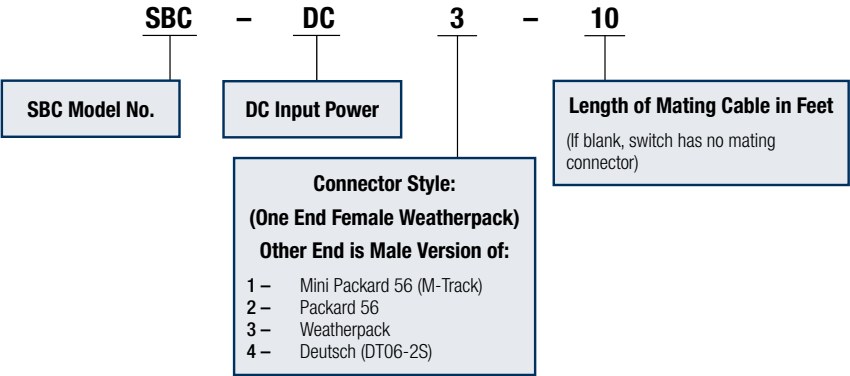 SBC – DC 3 – 10
SBC Model No.
DC Input Power
Length of Mating Cable in Feet
(If blank, switch has no mating
connector)
Connector Style:
(One End Female Weatherpack)
Other End is Male Version of:
1 – Mini Packard 56 (M-Track)
2 – Packard 56
3 – Weatherpack
4 – Deutsch (DT06-2S)